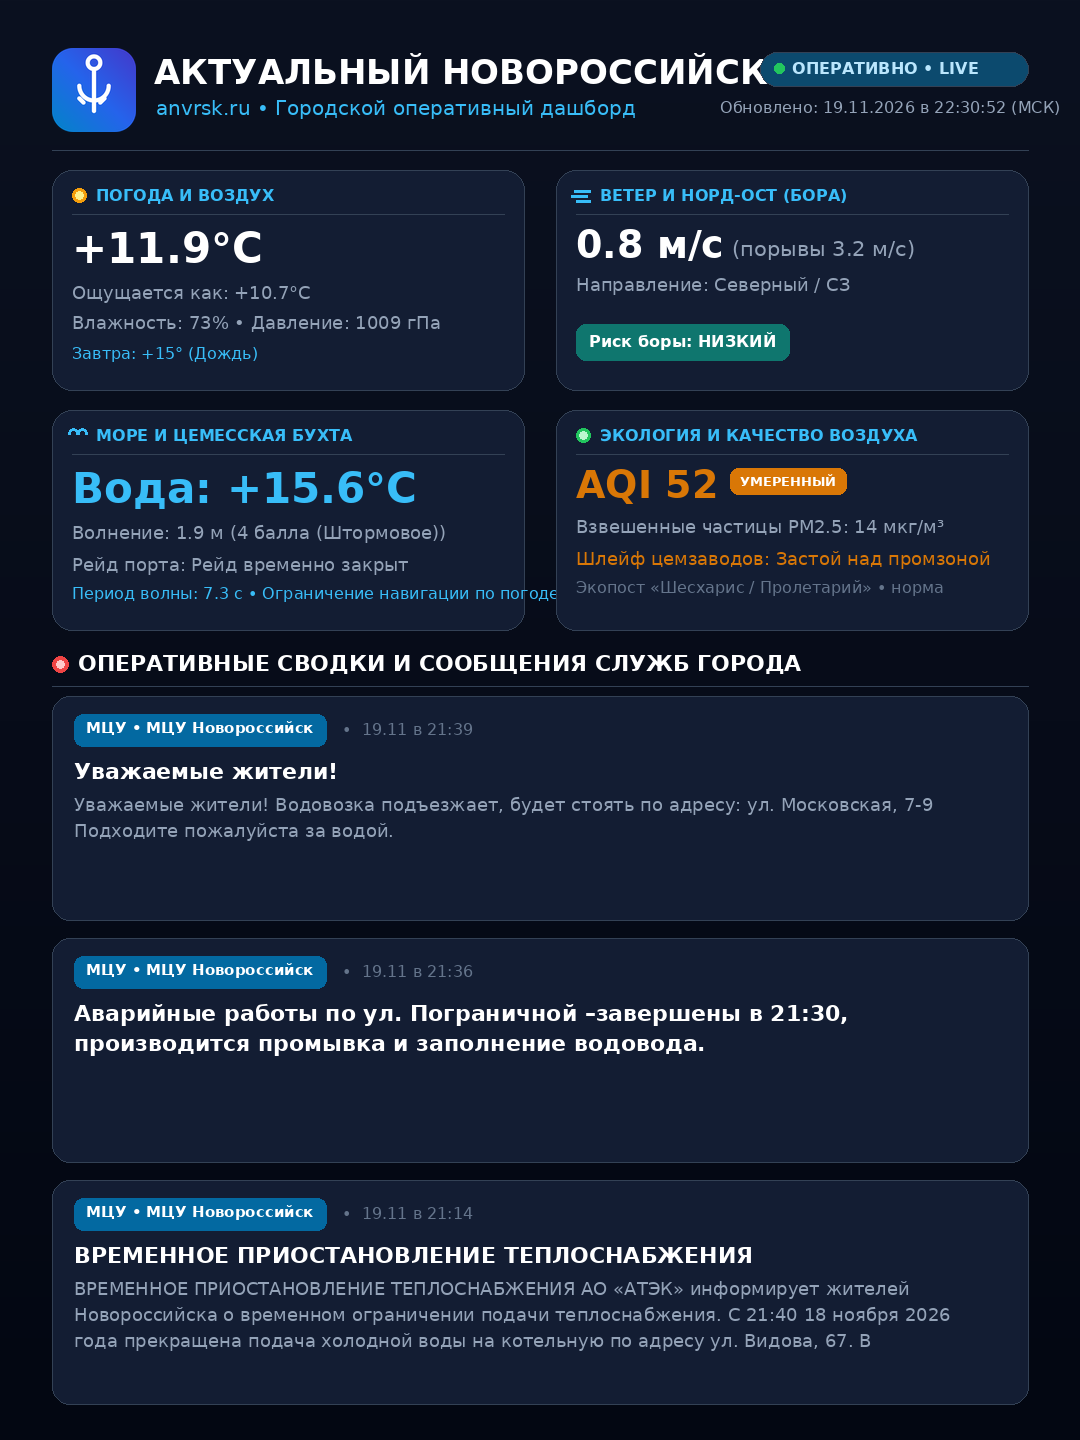 АКТУАЛЬНЫЙ НОВОРОССИЙСК
ОПЕРАТИВНО • LIVE
anvrsk.ru • Городской оперативный дашборд
Обновлено: 19.11.2026 в 22:30:52 (МСК)
ПОГОДА И ВОЗДУХ
+11.9°C
Ощущается как: +10.7°C
Влажность: 73% • Давление: 1009 гПа
Завтра: +15° (Дождь)
ВЕТЕР И НОРД-ОСТ (БОРА)
0.8 м/с (порывы 3.2 м/с)
Направление: Северный / СЗ
Риск боры: НИЗКИЙ
МОРЕ И ЦЕМЕССКАЯ БУХТА
Вода: +15.6°C
Волнение: 1.9 м (4 балла (Штормовое))
Рейд порта: Рейд временно закрыт
Период волны: 7.3 с • Ограничение навигации по погоде
ЭКОЛОГИЯ И КАЧЕСТВО ВОЗДУХА
AQI 52 УМЕРЕННЫЙ
Взвешенные частицы PM2.5: 14 мкг/м³
Шлейф цемзаводов: Застой над промзоной
Экопост «Шесхарис / Пролетарий» • норма
ОПЕРАТИВНЫЕ СВОДКИ И СООБЩЕНИЯ СЛУЖБ ГОРОДА
МЦУ • МЦУ Новороссийск • 19.11 в 21:39
Уважаемые жители!
Уважаемые жители! Водовозка подъезжает, будет стоять по адресу: ул. Московская, 7-9
Подходите пожалуйста за водой.
МЦУ • МЦУ Новороссийск • 19.11 в 21:36
Аварийные работы по ул. Пограничной –завершены в 21:30,
производится промывка и заполнение водовода.
МЦУ • МЦУ Новороссийск • 19.11 в 21:14
ВРЕМЕННОЕ ПРИОСТАНОВЛЕНИЕ ТЕПЛОСНАБЖЕНИЯ
ВРЕМЕННОЕ ПРИОСТАНОВЛЕНИЕ ТЕПЛОСНАБЖЕНИЯ АО «АТЭК» информирует жителей
Новороссийска о временном ограничении подачи теплоснабжения. С 21:40 18 ноября 2026
года прекращена подача холодной воды на котельную по адресу ул. Видова, 67. В